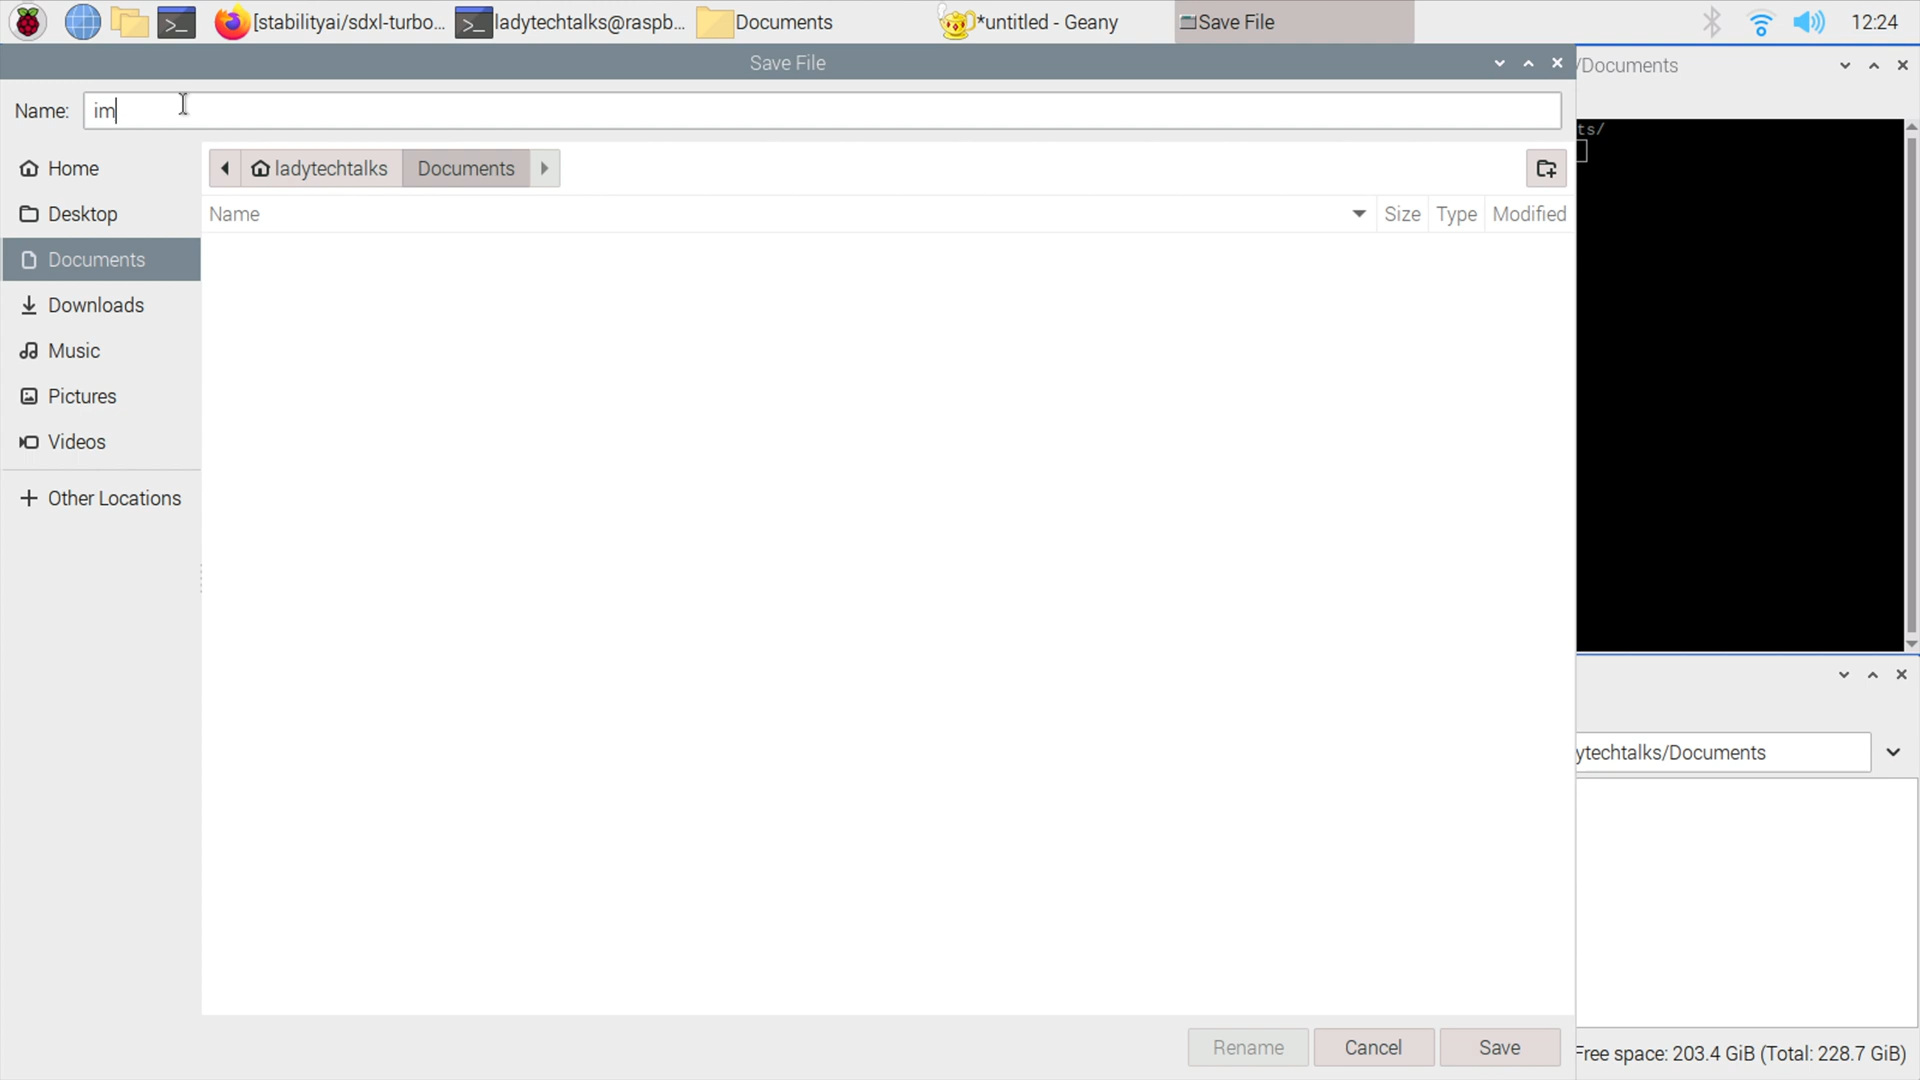 [stabilityai/sdxl-turbo... ladytechtalks@raspb... Documents *untitled - Geany Save File 12:24
Save File
/Documents
Name: im
ts/
Home
ladytechtalks Documents
Desktop
Name Size Type Modified
Documents
Downloads
Music
Pictures
Videos
Other Locations
ytechtalks/Documents
Rename Cancel Save
Free space: 203.4 GiB (Total: 228.7 GiB)